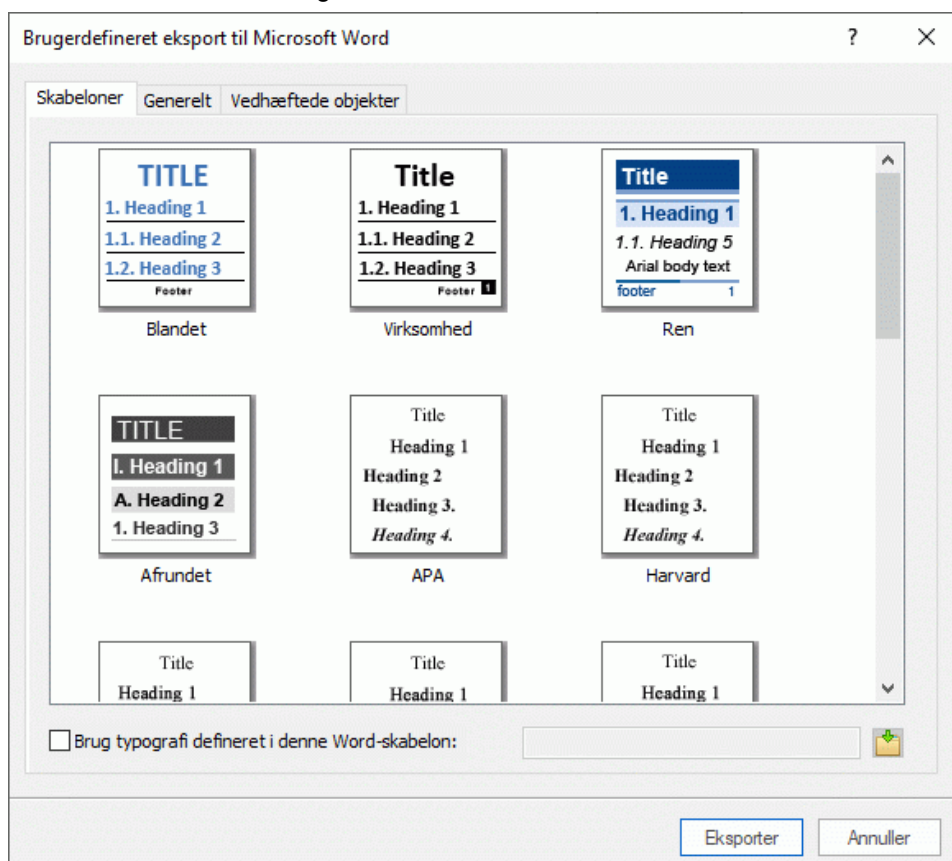 Brugerdefineret eksport til Microsoft Word ?
Skabeloner Generelt Vedhæftede objekter
TITLE
1. Heading 1
1.1. Heading 2
1.2. Heading 3
Footer
Blandet
Title
1. Heading 1
1.1. Heading 2
1.2. Heading 3
Footer 1
Virksomhed
Title
1. Heading 1
1.1. Heading 5
Arial body text
footer 1
Ren
TITLE
I. Heading 1
A. Heading 2
1. Heading 3
Afrundet
Title
Heading 1
Heading 2
Heading 3.
Heading 4.
APA
Title
Heading 1
Heading 2
Heading 3.
Heading 4.
Harvard
Title
Heading 1
Title
Heading 1
Title
Heading 1
Brug typografi defineret i denne Word-skabelon:
Eksporter Annuller